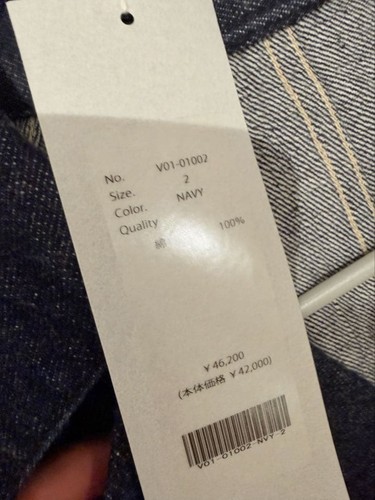 No. V01-01002
Size. 2
Color. NAVY
Quality
綿 100%
¥46,200
(本体価格 ¥42,000)
V01-01002-NVY-2